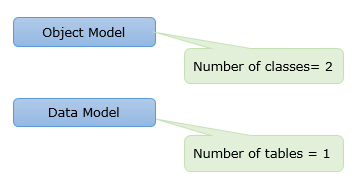 Object Model
Number of classes= 2
Data Model
Number of tables = 1